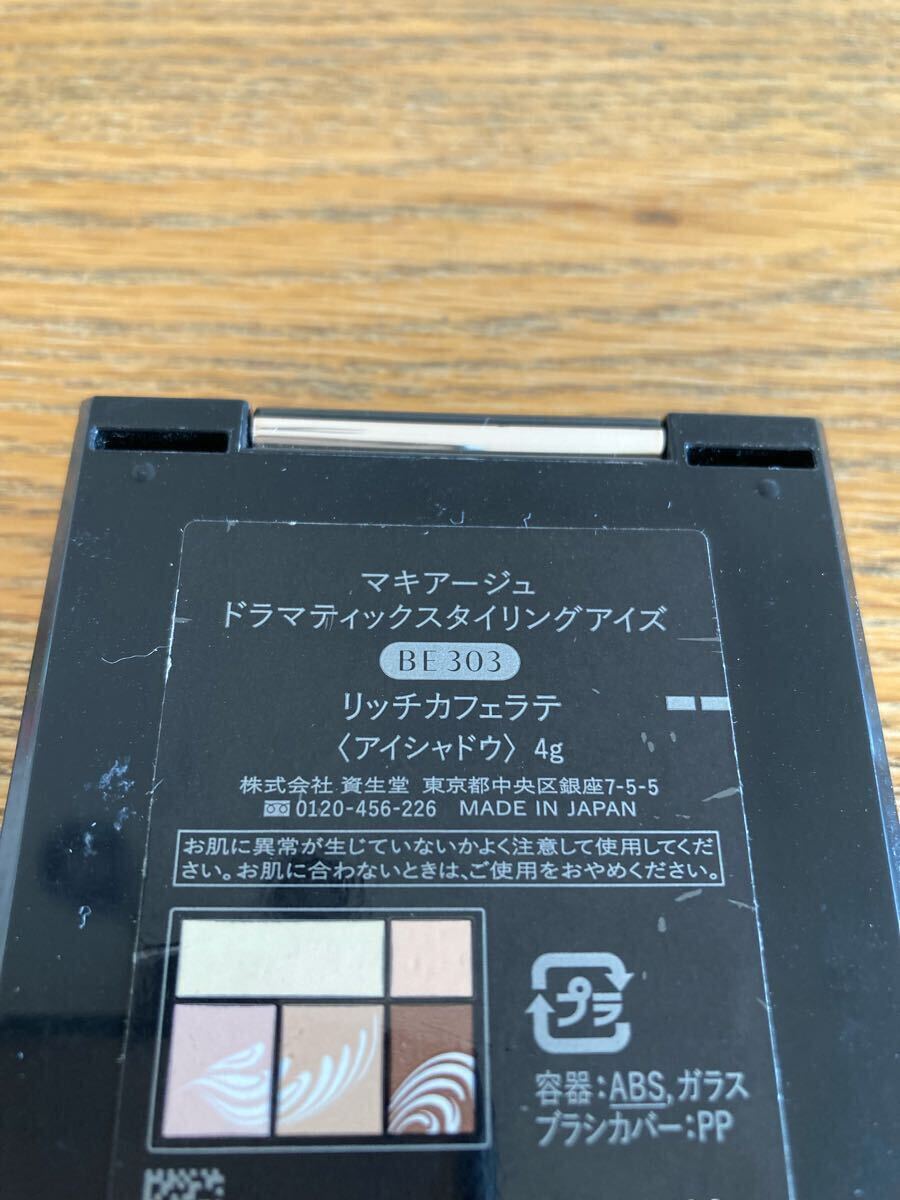 マキアージュ
ドラマティックスタイリングアイズ
BE303
リッチカフェラテ
〈アイシャドウ〉4g
株式会社 資生堂 東京都中央区銀座7-5-5
0120-456-226 MADE IN JAPAN
お肌に異常が生じていないかよく注意して使用してくだ
さい。お肌に合わないときは、ご使用をおやめください。
プラ
容器:ABS,ガラス
ブラシカバー:PP